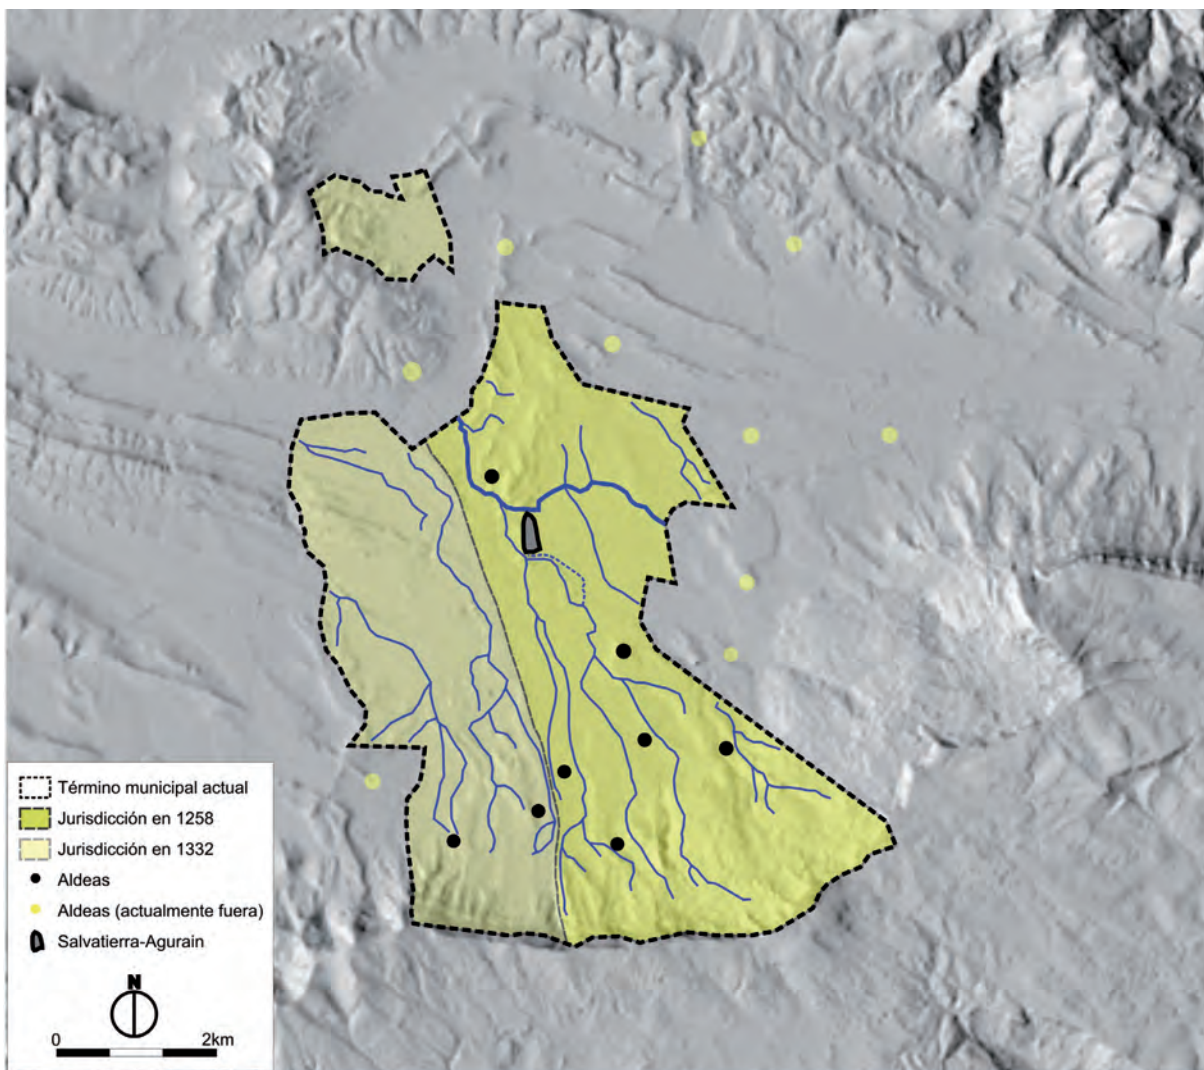 Término municipal actual
Jurisdicción en 1258
Jurisdicción en 1332
Aldeas
Aldeas (actualmente fuera)
Salvatierra-Agurain
N
0 2km